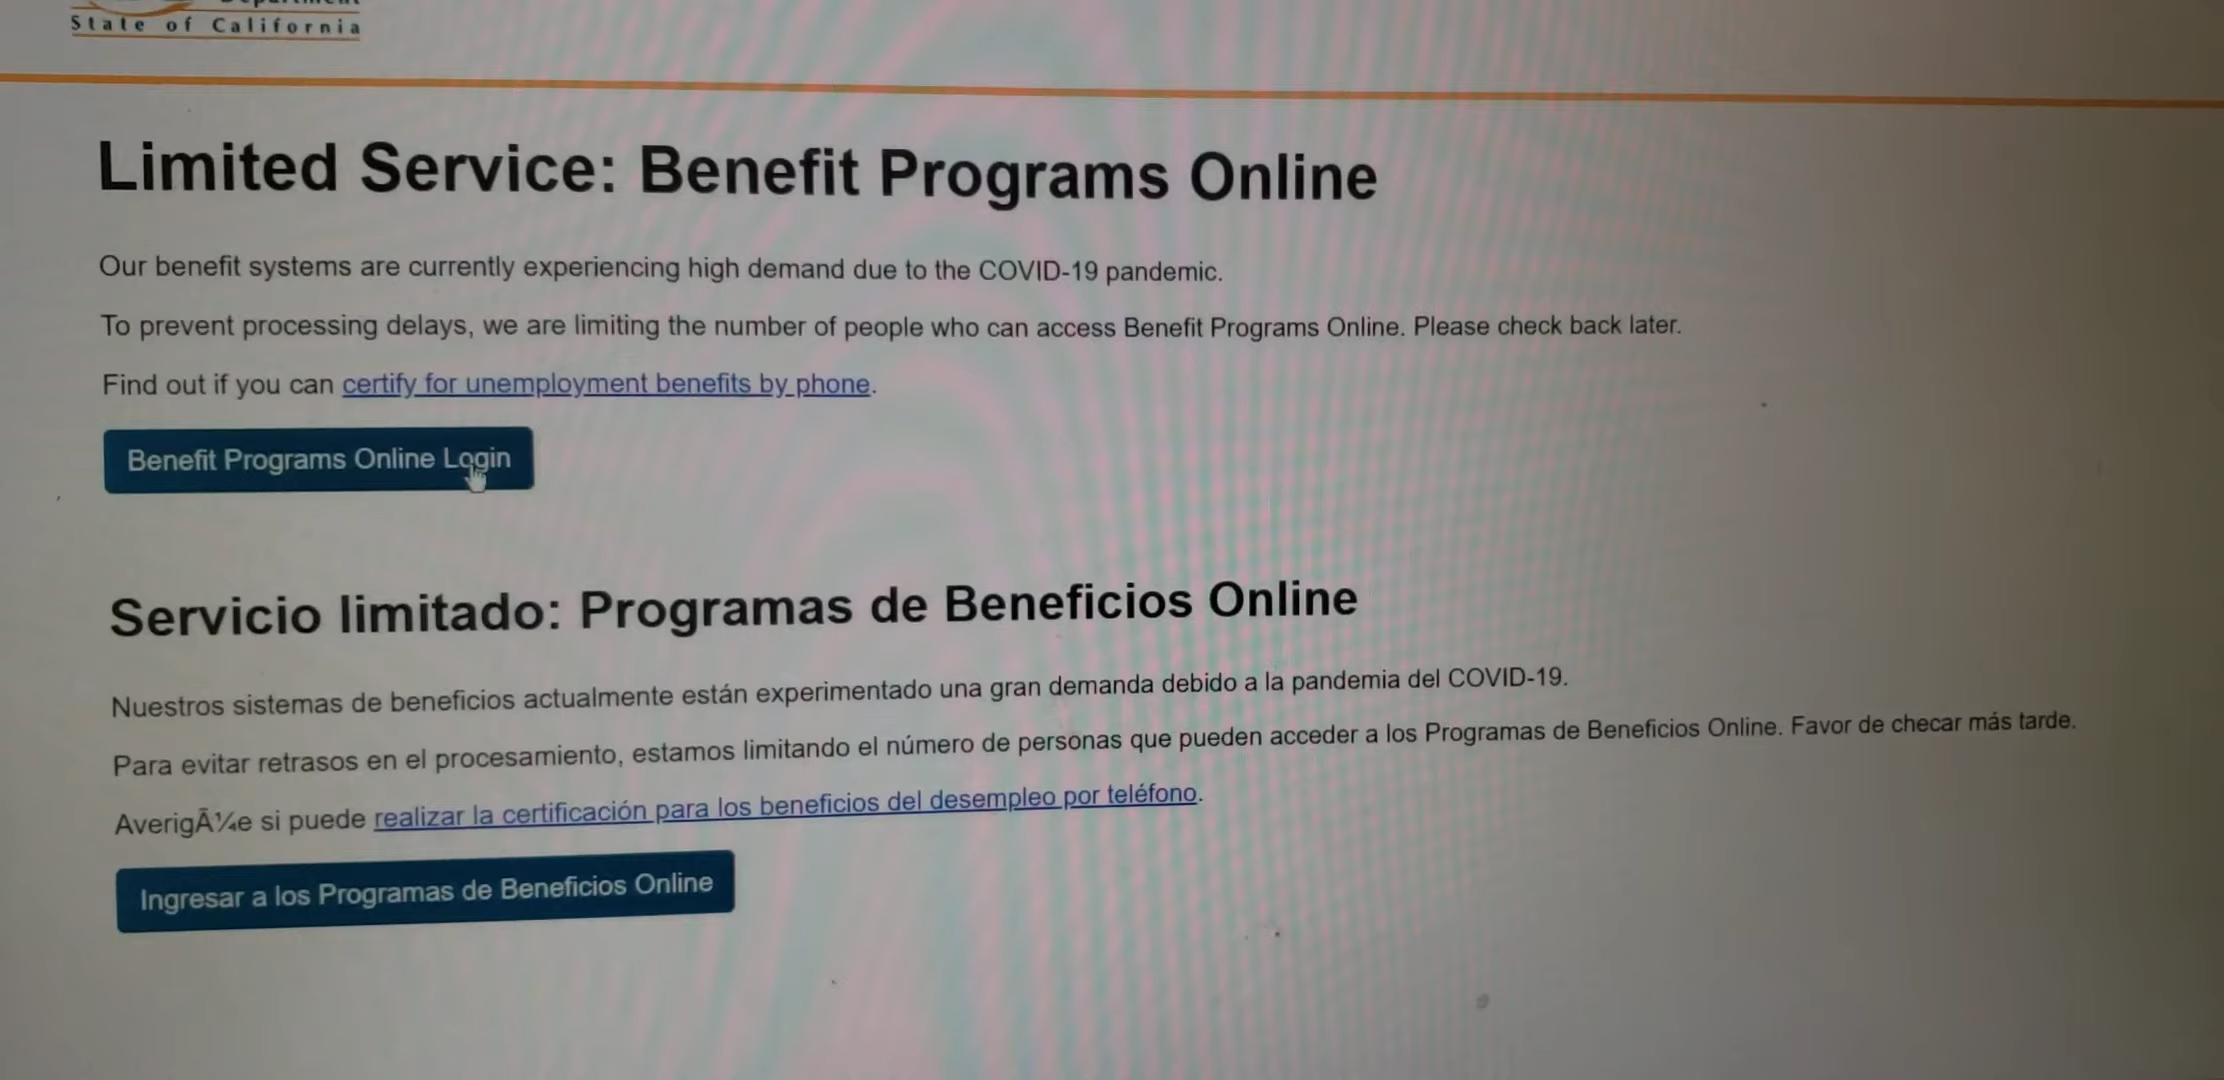 State of California
Limited Service: Benefit Programs Online
Our benefit systems are currently experiencing high demand due to the COVID-19 pandemic.
To prevent processing delays, we are limiting the number of people who can access Benefit Programs Online. Please check back later.
Find out if you can certify for unemployment benefits by phone.
Benefit Programs Online Login
Servicio limitado: Programas de Beneficios Online
Nuestros sistemas de beneficios actualmente están experimentado una gran demanda debido a la pandemia del COVID-19.
Para evitar retrasos en el procesamiento, estamos limitando el número de personas que pueden acceder a los Programas de Beneficios Online. Favor de checar más tarde.
AverigÃ¼e si puede realizar la certificación para los beneficios del desempleo por teléfono.
Ingresar a los Programas de Beneficios Online